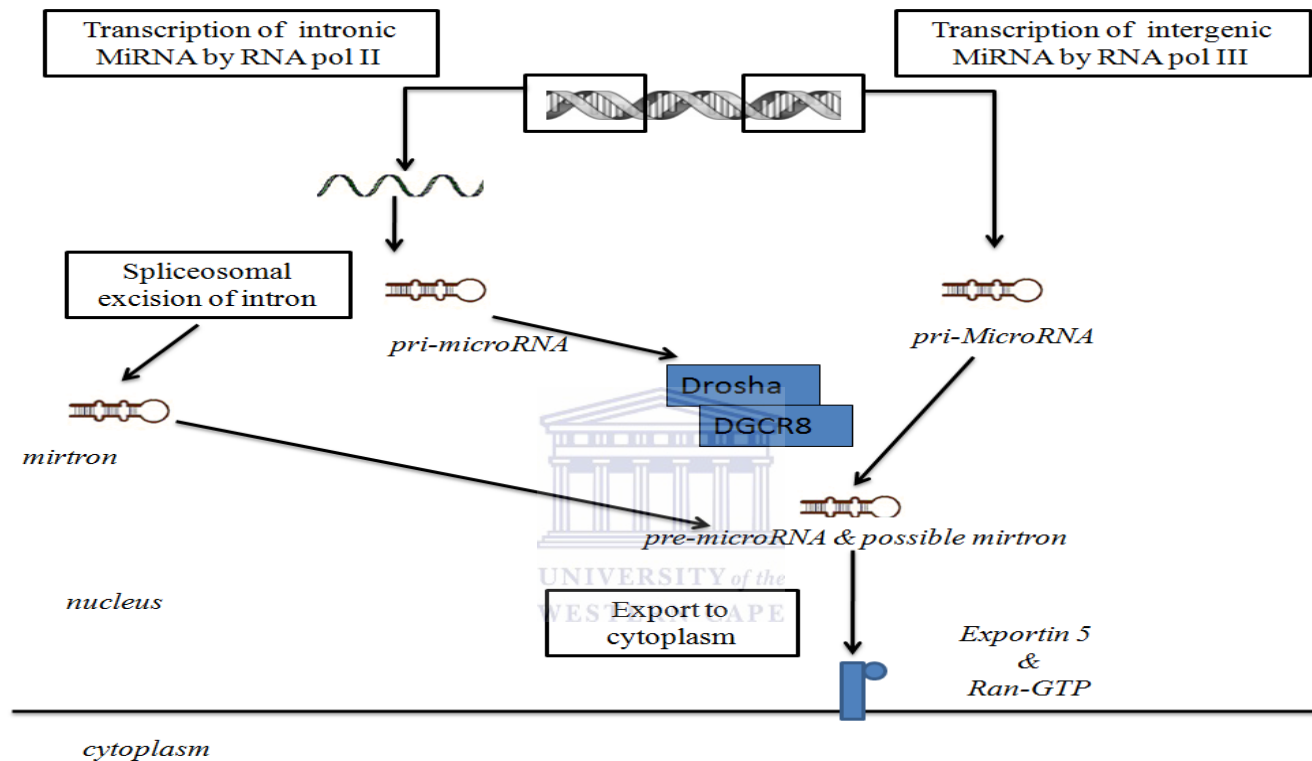 Transcription of intronic
MiRNA by RNA pol II
Transcription of intergenic
MiRNA by RNA pol III
Spliceosomal
excision of intron
pri-microRNA
pri-MicroRNA
Drosha
DGCR8
mirtron
pre-microRNA & possible mirtron
UNIVERSITY of the
WESTERN CAPE
nucleus
Export to
cytoplasm
Exportin 5
&
Ran-GTP
cytoplasm